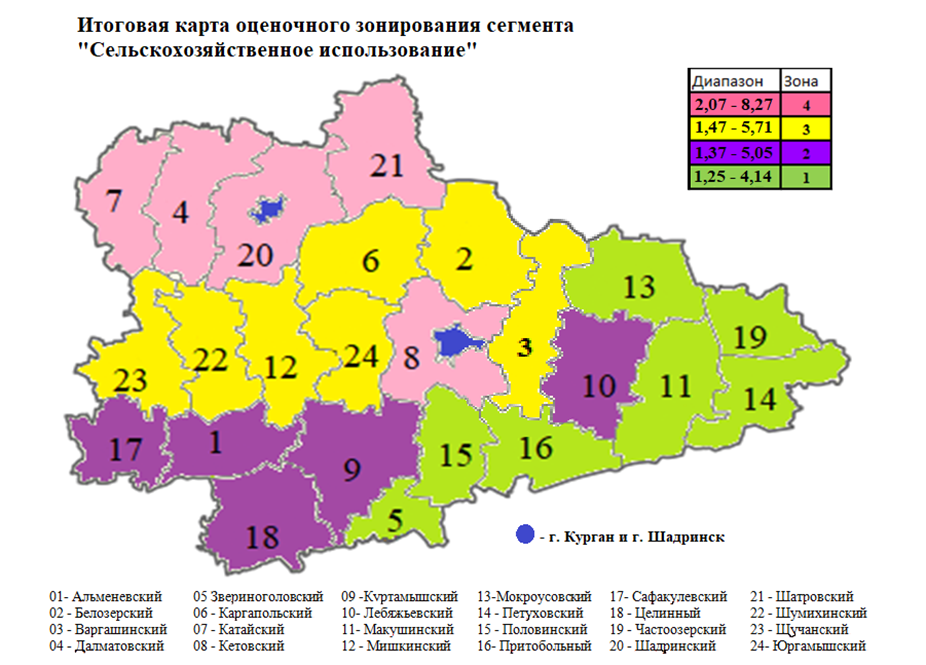 Итоговая карта оценочного зонирования сегмента
"Сельскохозяйственное использование"
Диапазон Зона
2,07 - 8,27 4
1,47 - 5,71 3
1,37 - 5,05 2
1,25 - 4,14 1
21
7
4
20
6
2
13
3
19
8
24
22
12
23
10
11
14
17
1
9
15
16
5
18
- г. Курган и г. Шадринск
01- Альменевский 05 Звериноголовский 09 -Куртамышский 13-Мокроусовский 17- Сафакулевский 21 - Шатровский
02 - Белозерский 06 - Каргапольский 10- Лебяжьевский 14 - Петуховский 18 - Целинный 22 - Шумихинский
03 - Варгашинский 07 - Катайский 11- Макушинский 15 - Половинский 19 - Частоозерский 23 - Щучанский
04 - Далматовский 08 - Кетовский 12 - Мишкинский 16- Притобольный 20 - Шадринский 24- Юргамышский